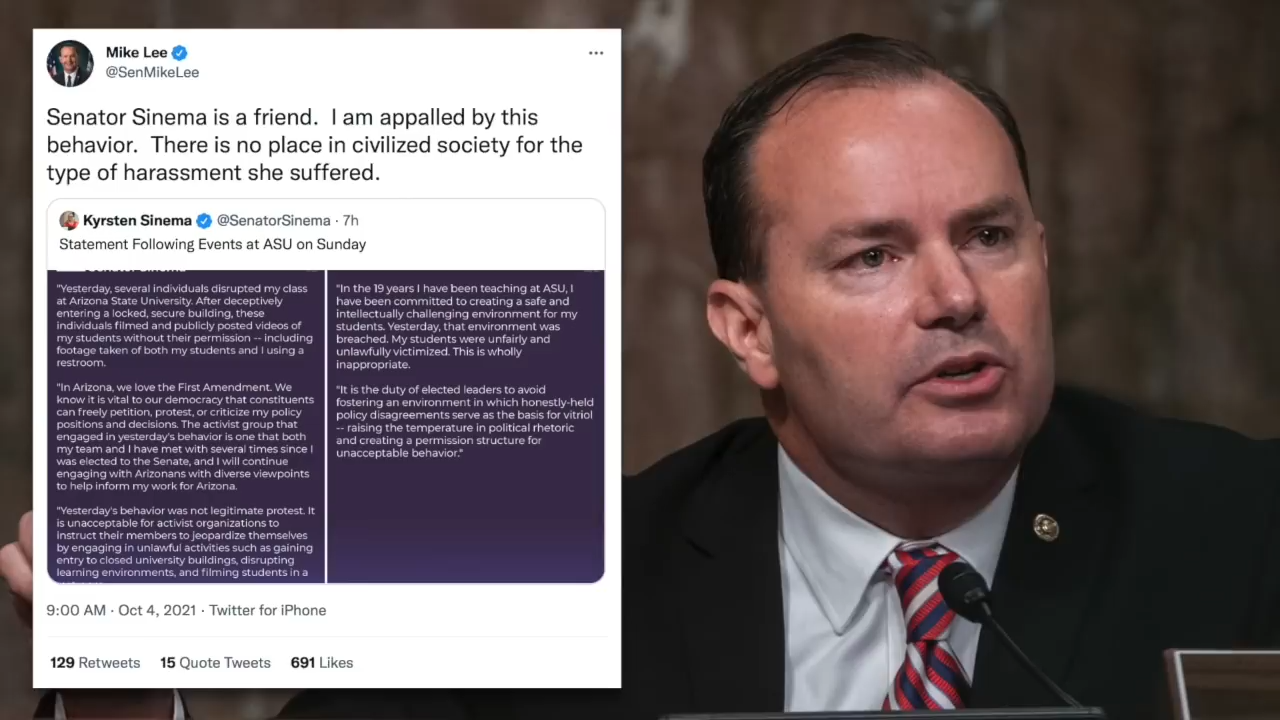 Mike Lee
@SenMikeLee
Senator Sinema is a friend.  I am appalled by this
behavior.  There is no place in civilized society for the
type of harassment she suffered.
Kyrsten Sinema @SenatorSinema · 7h
Statement Following Events at ASU on Sunday
"Yesterday, several individuals disrupted my class
at Arizona State University. After deceptively
entering a locked, secure building, these
individuals filmed and publicly posted videos of
my students without their permission -- including
footage taken of both my students and I using a
restroom.
"In Arizona, we love the First Amendment. We
know it is vital to our democracy that constituents
can freely petition, protest, or criticize my policy
positions and decisions. The activist group that
engaged in yesterday's behavior is one that both
my team and I have met with several times since I
was elected to the Senate, and I will continue
engaging with Arizonans with diverse viewpoints
to help inform my work for Arizona.
"Yesterday's behavior was not legitimate protest. It
is unacceptable for activist organizations to
instruct their members to jeopardize themselves
by engaging in unlawful activities such as gaining
entry to closed university buildings, disrupting
learning environments, and filming students in a
"In the 19 years I have been teaching at ASU, I
have been committed to creating a safe and
intellectually challenging environment for my
students. Yesterday, that environment was
breached. My students were unfairly and
unlawfully victimized. This is wholly
inappropriate.
"It is the duty of elected leaders to avoid
fostering an environment in which honestly-held
policy disagreements serve as the basis for vitriol
-- raising the temperature in political rhetoric
and creating a permission structure for
unacceptable behavior."
9:00 AM · Oct 4, 2021 · Twitter for iPhone
129 Retweets 15 Quote Tweets 691 Likes